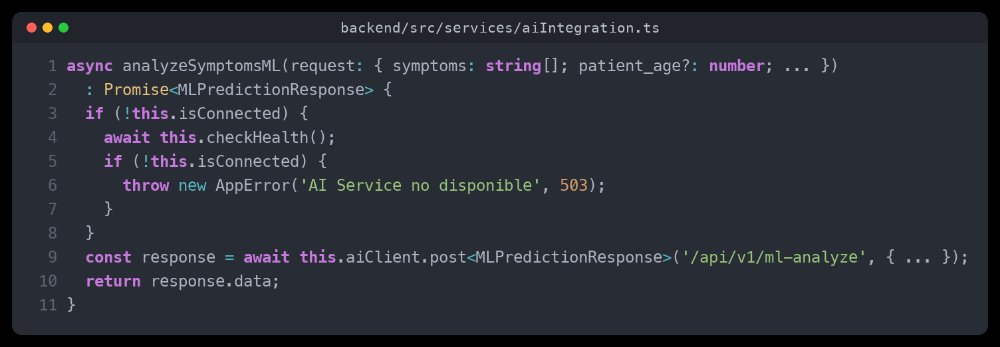 backend/src/services/aiIntegration.ts
1 async analyzeSymptomsML(request: { symptoms: string[]; patient_age?: number; ... })
2   : Promise<MLPredictionResponse> {
3   if (!this.isConnected) {
4     await this.checkHealth();
5     if (!this.isConnected) {
6       throw new AppError('AI Service no disponible', 503);
7     }
8   }
9   const response = await this.aiClient.post<MLPredictionResponse>('/api/v1/ml-analyze', { ... });
10   return response.data;
11 }